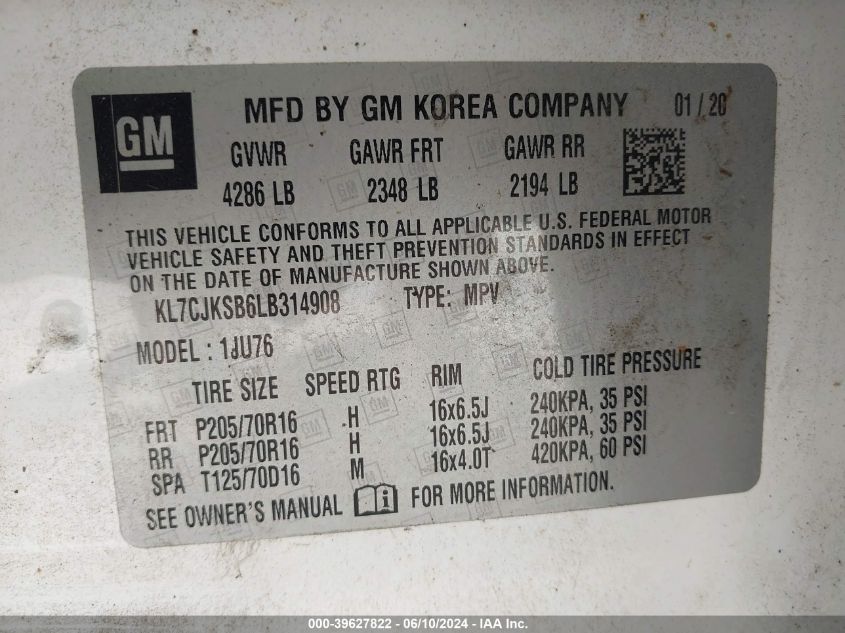 GM
MFD BY GM KOREA COMPANY 01 / 20
GVWR GAWR FRT GAWR RR
4286 LB 2348 LB 2194 LB
THIS VEHICLE CONFORMS TO ALL APPLICABLE U.S. FEDERAL MOTOR
VEHICLE SAFETY AND THEFT PREVENTION STANDARDS IN EFFECT
ON THE DATE OF MANUFACTURE SHOWN ABOVE.
KL7CJKSB6LB314908 TYPE: MPV
MODEL : 1JU76
TIRE SIZE SPEED RTG RIM COLD TIRE PRESSURE
FRT P205/70R16 H 16x6.5J 240KPA, 35 PSI
RR P205/70R16 H 16x6.5J 240KPA, 35 PSI
SPA T125/70D16 M 16x4.0T 420KPA, 60 PSI
SEE OWNER'S MANUAL i FOR MORE INFORMATION.
000-39627822 - 06/10/2024 - IAA Inc.